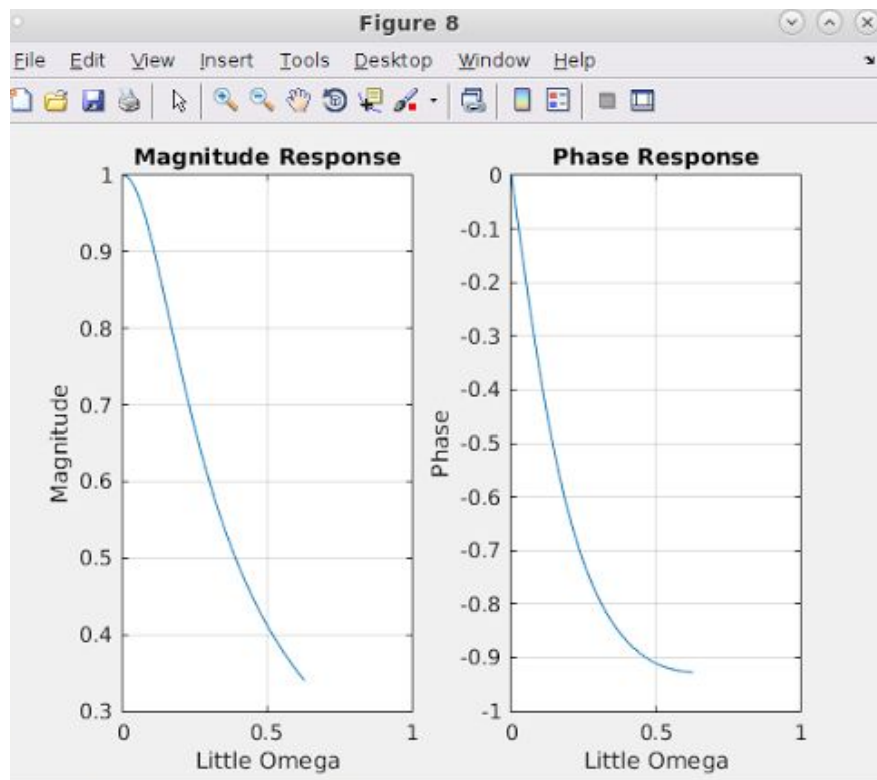 Figure 8
File Edit View Insert Tools Desktop Window Help
Magnitude Response
Magnitude
1
0.9
0.8
0.7
0.6
0.5
0.4
0.3
0 0.5 1
Little Omega
Phase Response
Phase
0
-0.1
-0.2
-0.3
-0.4
-0.5
-0.6
-0.7
-0.8
-0.9
-1
0 0.5 1
Little Omega